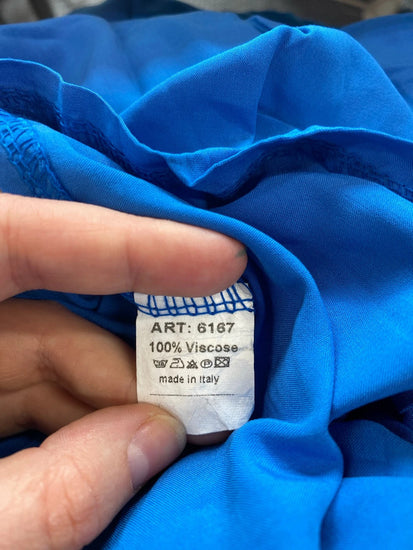 ART: 6167
100% Viscose
made in Italy